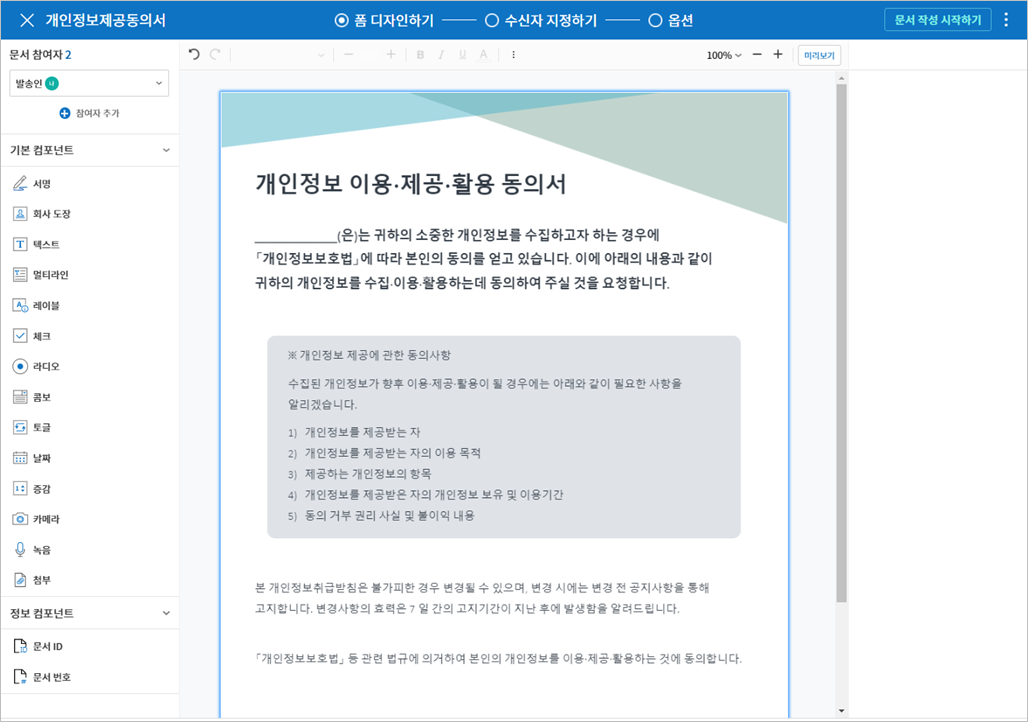 개인정보제공동의서
폼 디자인하기
수신자 지정하기
옵션
문서 작성 시작하기
문서 참여자 2
발송인 나
참여자 추가
기본 컴포넌트
서명
회사 도장
텍스트
멀티라인
레이블
체크
라디오
콤보
토글
날짜
증감
카메라
녹음
첨부
정보 컴포넌트
문서 ID
문서 번호
B I U A
100%
미리보기
개인정보 이용·제공·활용 동의서
____________(은)는 귀하의 소중한 개인정보를 수집하고자 하는 경우에
「개인정보보호법」에 따라 본인의 동의를 얻고 있습니다. 이에 아래의 내용과 같이
귀하의 개인정보를 수집·이용·활용하는데 동의하여 주실 것을 요청합니다.
※ 개인정보 제공에 관한 동의사항
수집된 개인정보가 향후 이용·제공·활용이 될 경우에는 아래와 같이 필요한 사항을
알리겠습니다.
1) 개인정보를 제공받는 자
2) 개인정보를 제공받는 자의 이용 목적
3) 제공하는 개인정보의 항목
4) 개인정보를 제공받은 자의 개인정보 보유 및 이용기간
5) 동의 거부 권리 사실 및 불이익 내용
본 개인정보취급방침은 불가피한 경우 변경될 수 있으며, 변경 시에는 변경 전 공지사항을 통해
고지합니다. 변경사항의 효력은 7 일 간의 고지기간이 지난 후에 발생함을 알려드립니다.
「개인정보보호법」 등 관련 법규에 의거하여 본인의 개인정보를 이용·제공·활용하는 것에 동의합니다.